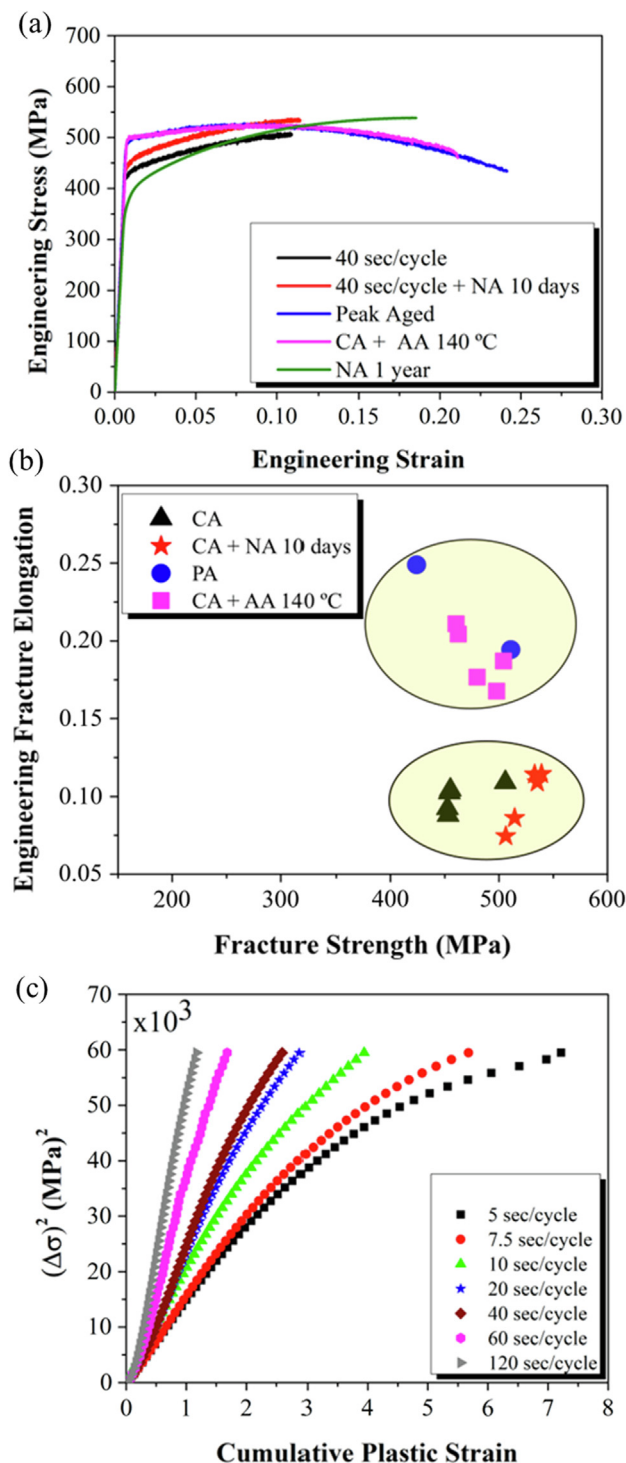 (a)
700
600
500
400
300
200
100
0
Engineering Stress (MPa)
40 sec/cycle
40 sec/cycle + NA 10 days
Peak Aged
CA + AA 140 ºC
NA 1 year
0.00 0.05 0.10 0.15 0.20 0.25 0.30
Engineering Strain
(b)
0.30
0.25
0.20
0.15
0.10
0.05
Engineering Fracture Elongation
CA
CA + NA 10 days
PA
CA + AA 140 ºC
200 300 400 500 600
Fracture Strength (MPa)
(c)
x10³
70
60
50
40
30
20
10
0
(Δσ)² (MPa)²
5 sec/cycle
7.5 sec/cycle
10 sec/cycle
20 sec/cycle
40 sec/cycle
60 sec/cycle
120 sec/cycle
0 1 2 3 4 5 6 7 8
Cumulative Plastic Strain